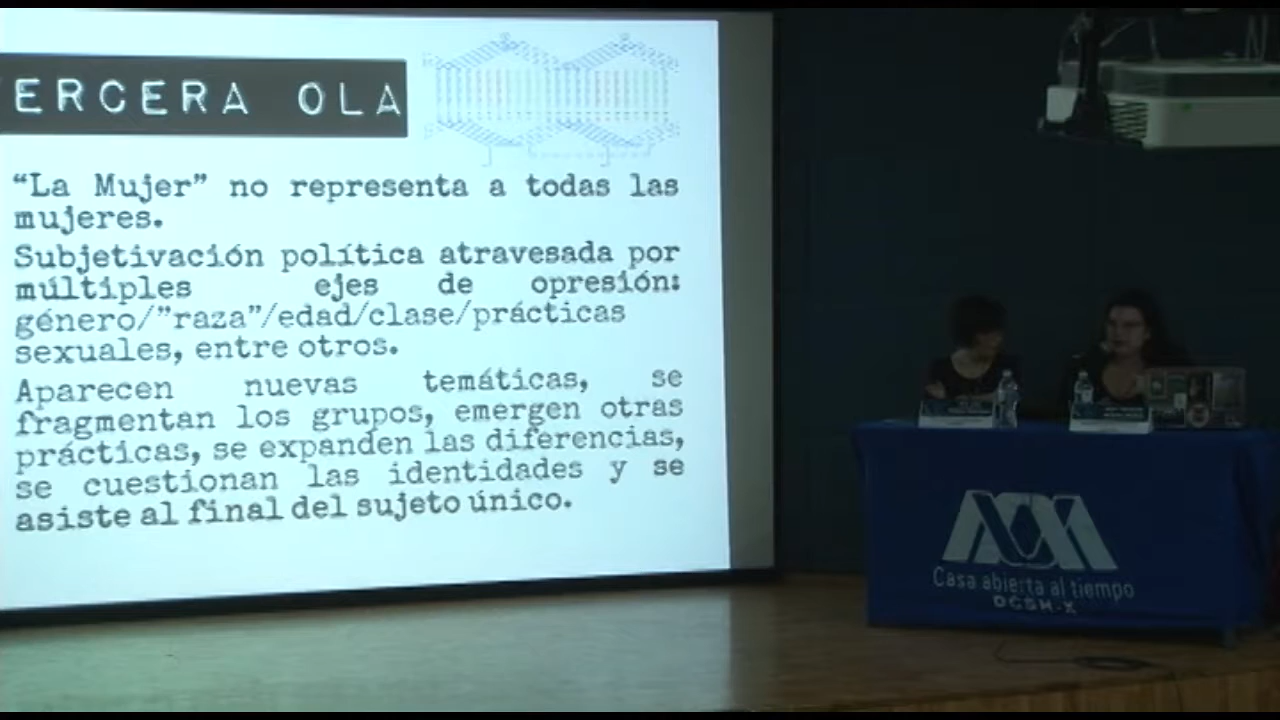 ERCERA OLA
“La Mujer” no representa a todas las
mujeres.
Subjetivación política atravesada por
múltiples ejes de opresión:
género/”raza”/edad/clase/prácticas
sexuales, entre otros.
Aparecen nuevas temáticas, se
fragmentan los grupos, emergen otras
prácticas, se expanden las diferencias,
se cuestionan las identidades y se
asiste al final del sujeto único.
Casa abierta al tiempo
DCSH-X